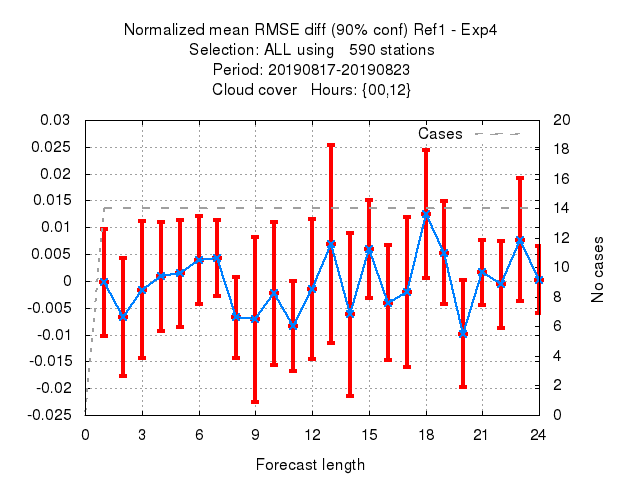 Normalized mean RMSE diff (90% conf) Ref1 - Exp4
Selection: ALL using   590 stations
Period: 20190817-20190823
Cloud cover   Hours: {00,12}
Cases
0.03
0.025
0.02
0.015
0.01
0.005
0
-0.005
-0.01
-0.015
-0.02
-0.025
20
18
16
14
12
10
8
6
4
2
0
No cases
0 3 6 9 12 15 18 21 24
Forecast length